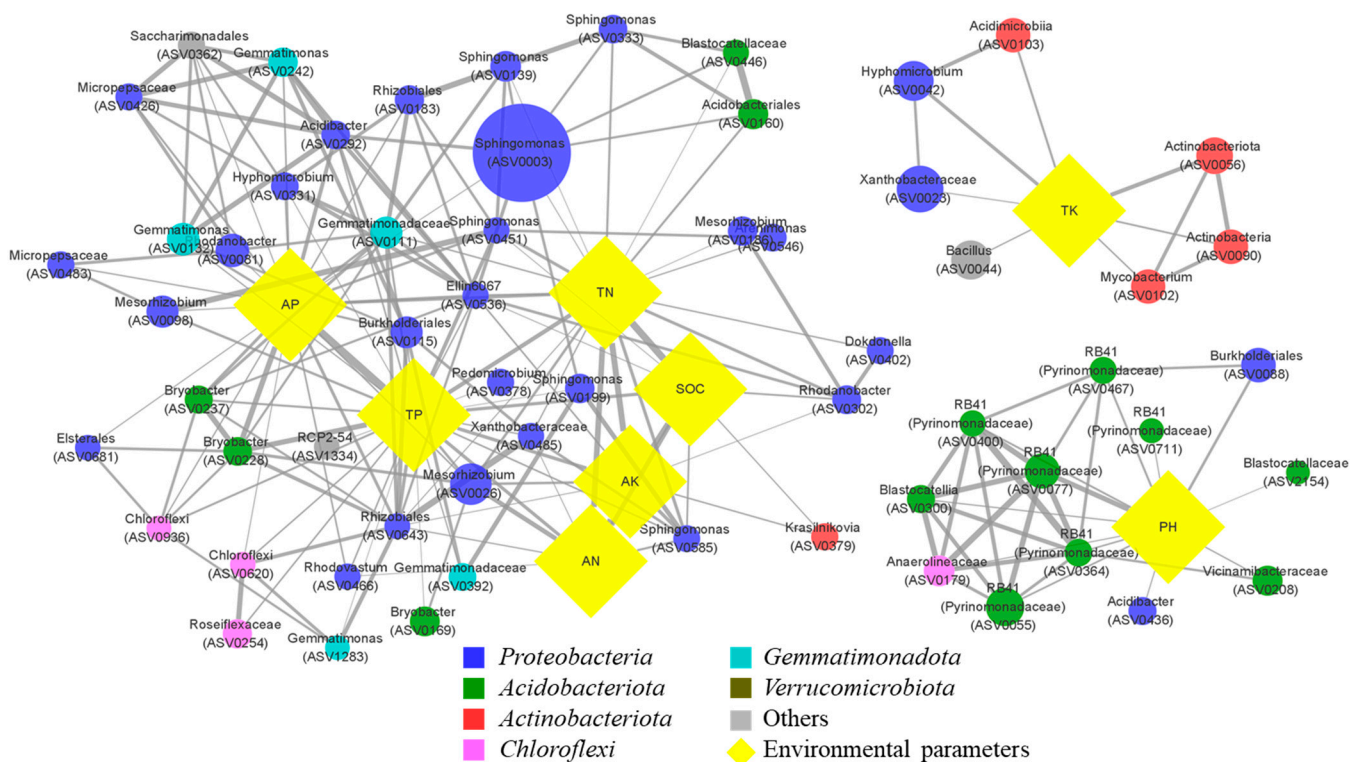 Saccharimonadales
(ASV0362)
Gemmatimonas
(ASV0242)
Micropepsaceae
(ASV0426)
Rhizobiales
(ASV0183)
Sphingomonas
(ASV0139)
Sphingomonas
(ASV0333)
Blastocatellaceae
(ASV0446)
Acidobacteriales
(ASV0160)
Acidibacter
(ASV0292)
Sphingomonas
(ASV0003)
Hyphomicrobium
(ASV0331)
Gemmatimonas
(ASV0132)
Rhodanobacter
(ASV0081)
Gemmatimonadaceae
(ASV0111)
Sphingomonas
(ASV0451)
Mesorhizobium
(ASV0186)
Arenimonas
(ASV0546)
Micropepsaceae
(ASV0483)
Mesorhizobium
(ASV0098)
AP
Ellin6067
(ASV0536)
TN
Burkholderiales
(ASV0115)
Dokdonella
(ASV0402)
Pedomicrobium
(ASV0378)
Sphingomonas
(ASV0199)
SOC
Rhodanobacter
(ASV0302)
Bryobacter
(ASV0237)
TP
Elsterales
(ASV0681)
Bryobacter
(ASV0228)
RCP2-54
(ASV1334)
Xanthobacteraceae
(ASV0485)
Mesorhizobium
(ASV0026)
AK
Chloroflexi
(ASV0936)
Rhizobiales
(ASV0643)
Sphingomonas
(ASV0585)
Krasilnikovia
(ASV0379)
Chloroflexi
(ASV0620)
Rhodovastum
(ASV0466)
Gemmatimonadaceae
(ASV0392)
AN
Roseiflexaceae
(ASV0254)
Gemmatimonas
(ASV1283)
Bryobacter
(ASV0169)
Acidimicrobiia
(ASV0103)
Hyphomicrobium
(ASV0042)
Actinobacteriota
(ASV0056)
Xanthobacteraceae
(ASV0023)
TK
Bacillus
(ASV0044)
Actinobacteria
(ASV0090)
Mycobacterium
(ASV0102)
RB41
(Pyrinomonadaceae)
(ASV0467)
Burkholderiales
(ASV0088)
RB41
(Pyrinomonadaceae)
(ASV0400)
RB41
(Pyrinomonadaceae)
(ASV0711)
RB41
(Pyrinomonadaceae)
(ASV0077)
Blastocatellaceae
(ASV2154)
Blastocatellia
(ASV0300)
PH
RB41
(Pyrinomonadaceae)
(ASV0364)
Anaerolineaceae
(ASV0179)
Vicinamibacteraceae
(ASV0208)
RB41
(Pyrinomonadaceae)
(ASV0055)
Acidibacter
(ASV0436)
Proteobacteria
Acidobacteriota
Actinobacteriota
Chloroflexi
Gemmatimonadota
Verrucomicrobiota
Others
Environmental parameters